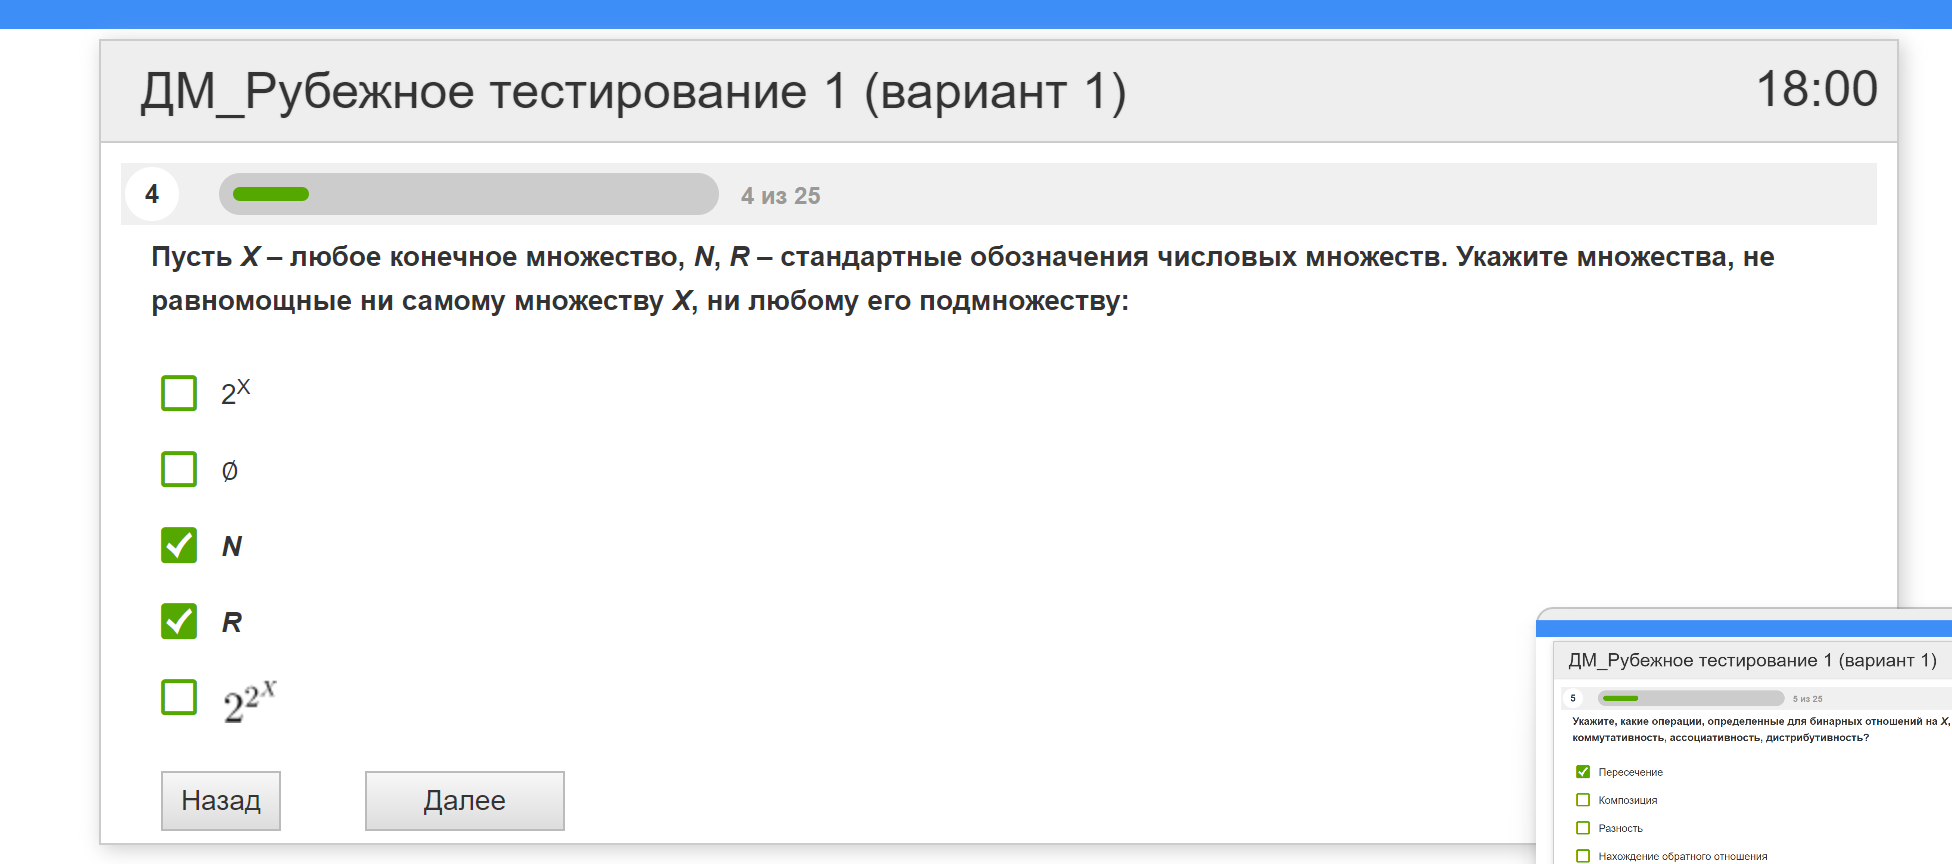 ДМ_Рубежное тестирование 1 (вариант 1)
18:00
4
4 из 25
Пусть X – любое конечное множество, N, R – стандартные обозначения числовых множеств. Укажите множества, не
равномощные ни самому множеству X, ни любому его подмножеству:
2^X
∅
N
R
2^{2^X}
Назад
Далее
ДМ_Рубежное тестирование 1 (вариант 1)
5
5 из 25
Укажите, какие операции, определенные для бинарных отношений на X,
коммутативность, ассоциативность, дистрибутивность?
Пересечение
Композиция
Разность
Нахождение обратного отношения